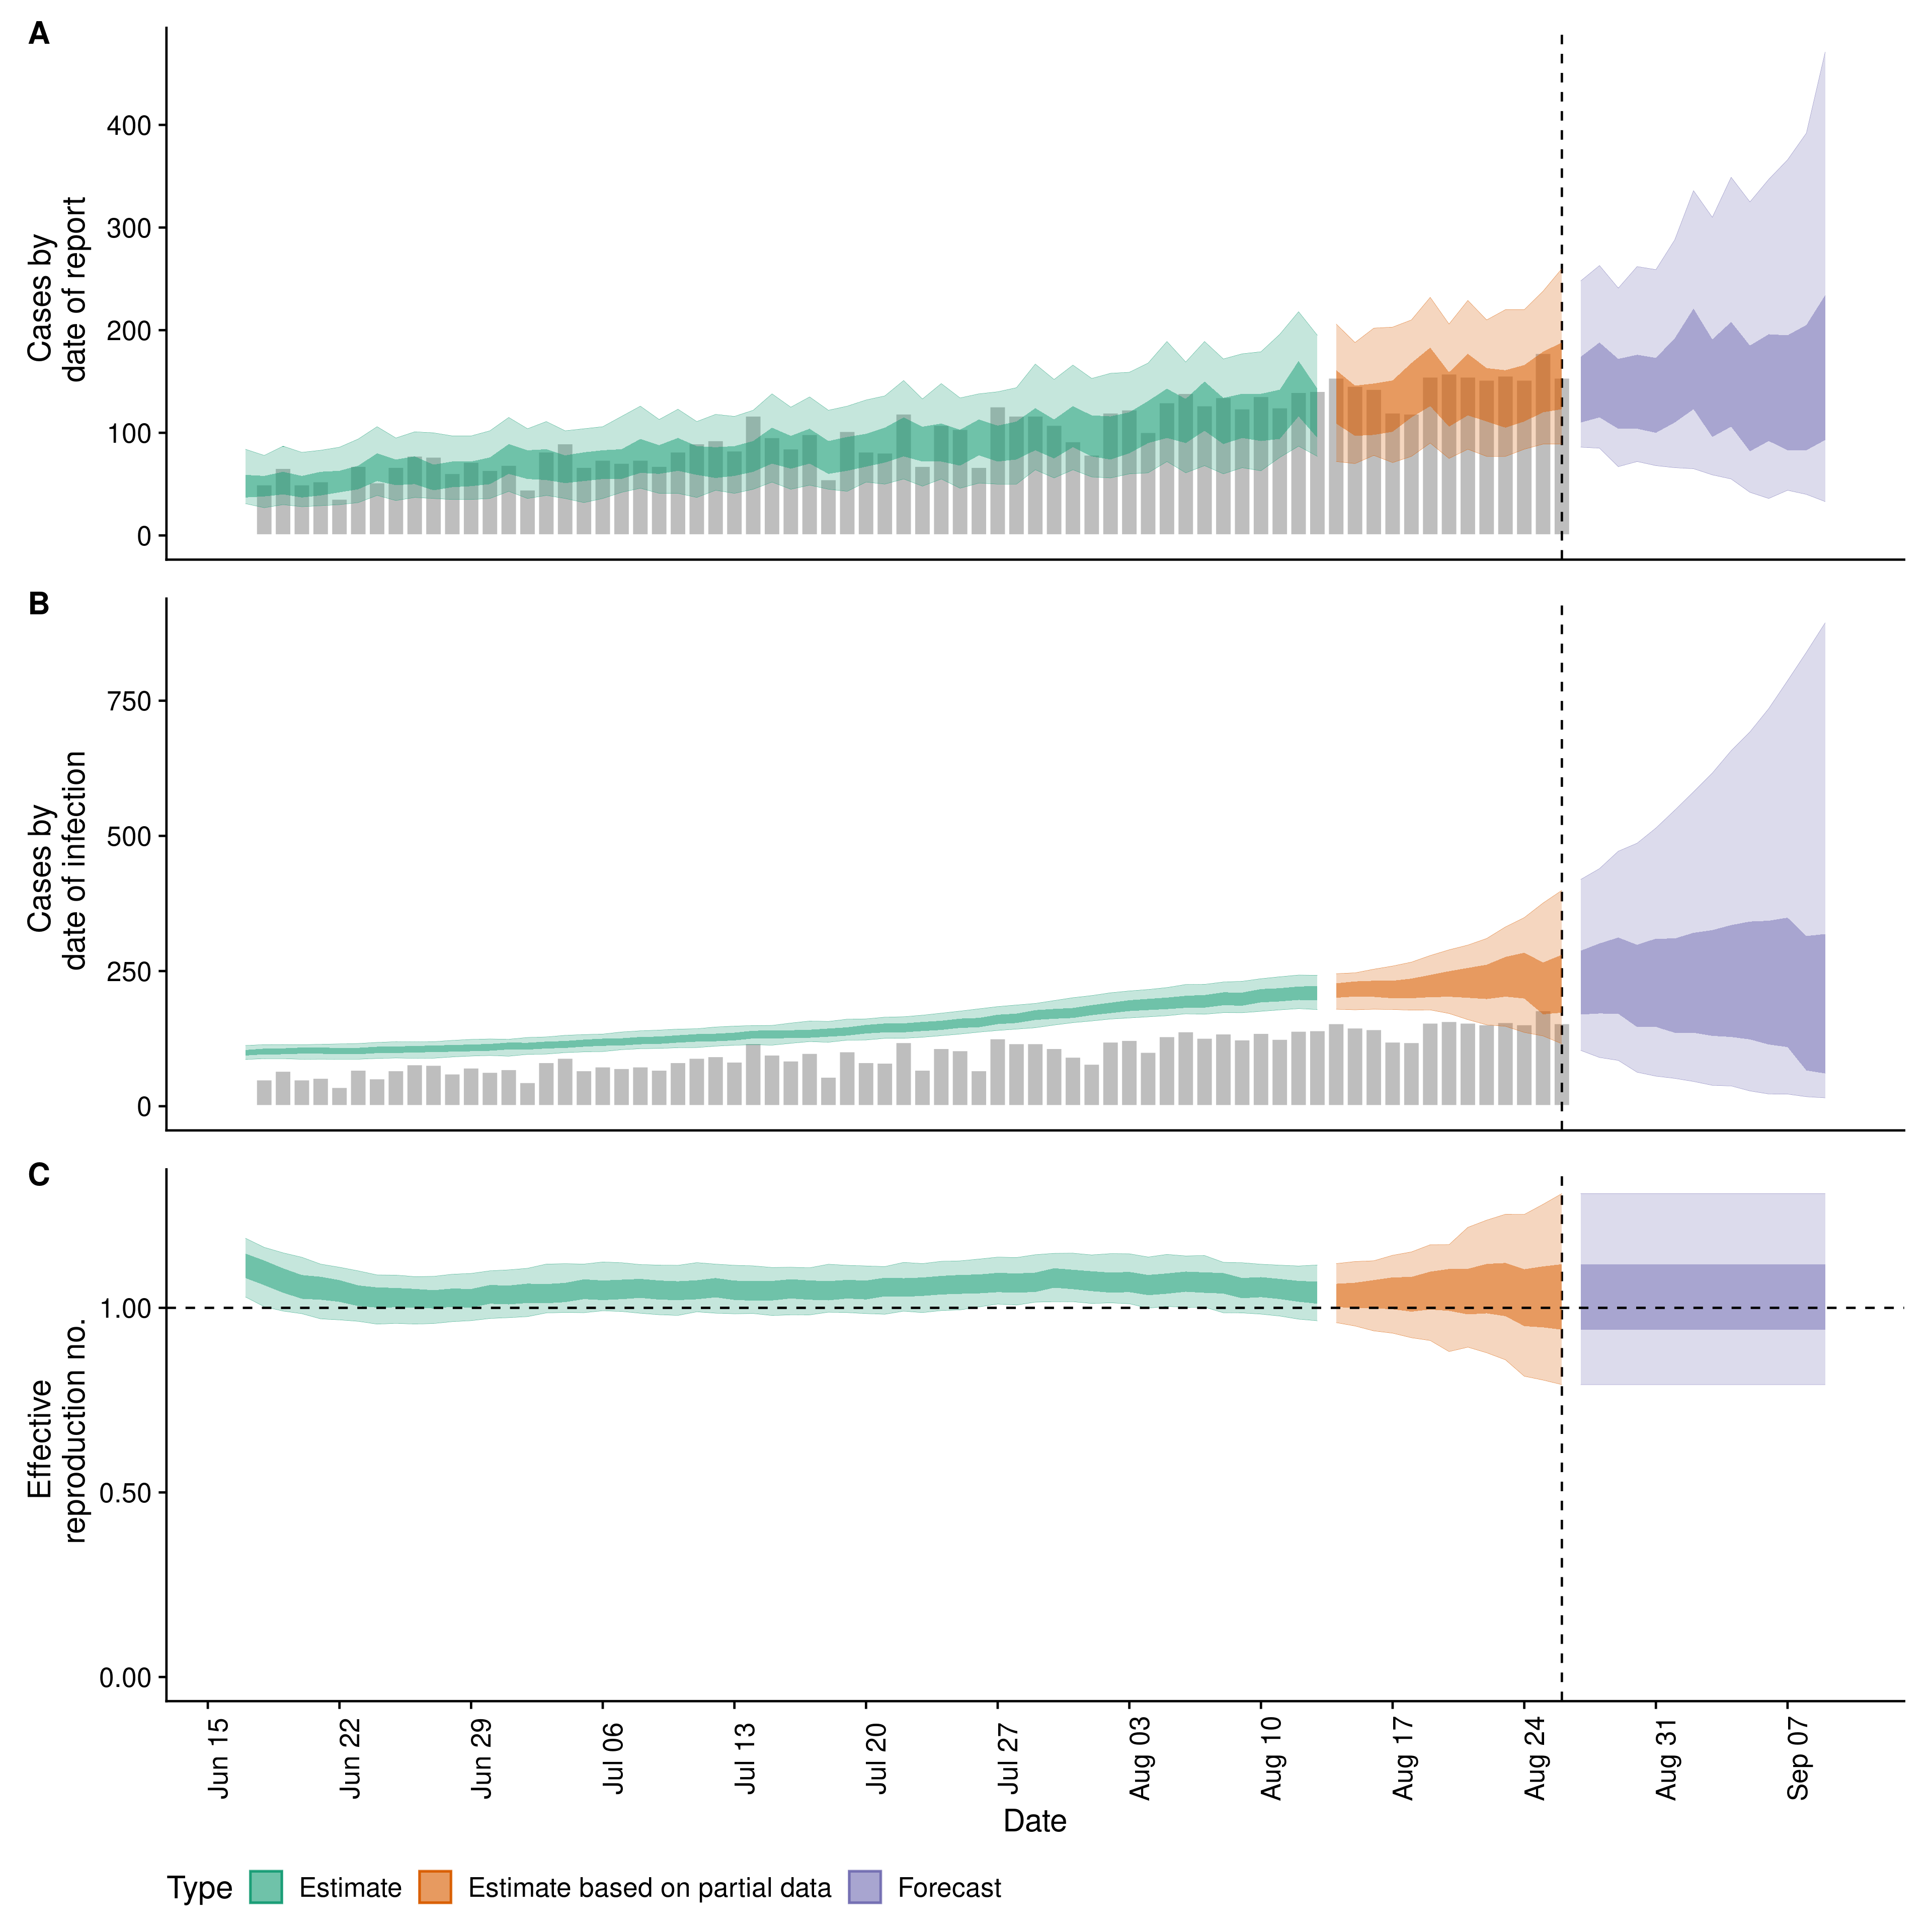 A
Cases by
date of report
400
300
200
100
0
B
Cases by
date of infection
750
500
250
0
C
Effective
reproduction no.
1.00
0.50
0.00
Jun 15
Jun 22
Jun 29
Jul 06
Jul 13
Jul 20
Jul 27
Aug 03
Aug 10
Aug 17
Aug 24
Aug 31
Sep 07
Date
Type Estimate Estimate based on partial data Forecast